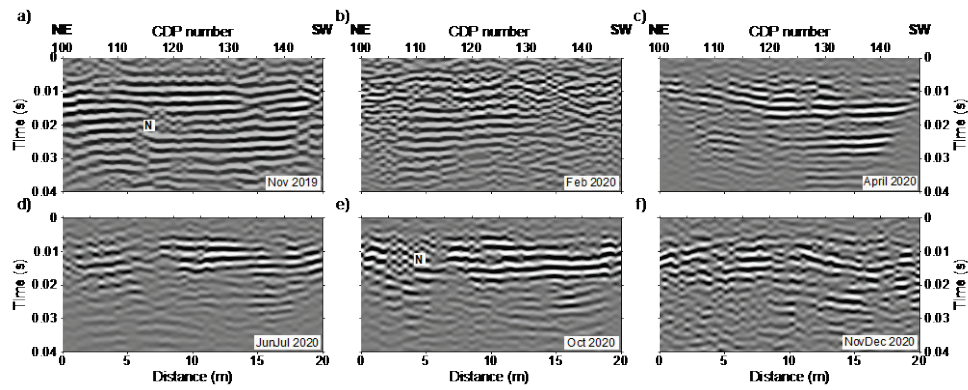 a) b) c)
NE CDP number SW NE CDP number SW NE CDP number SW
100 110 120 130 140 100 110 120 130 140 100 110 120 130 140
0 0
0.01 0.01
Time (s) N Time (s)
0.02 0.02
0.03 0.03
Nov 2019 Feb 2020 April 2020
0.04 0.04
d) e) f)
0 0
0.01 N 0.01
Time (s) Time (s)
0.02 0.02
0.03 0.03
JunJul 2020 Oct 2020 NovDec 2020
0.04 0.04
0 5 10 15 20 0 5 10 15 20 0 5 10 15 20
Distance (m) Distance (m) Distance (m)